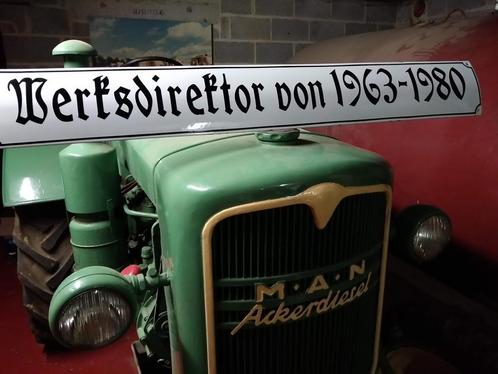 Werksdirektor von 1963-1980
M·A·N
Ackerdiesel